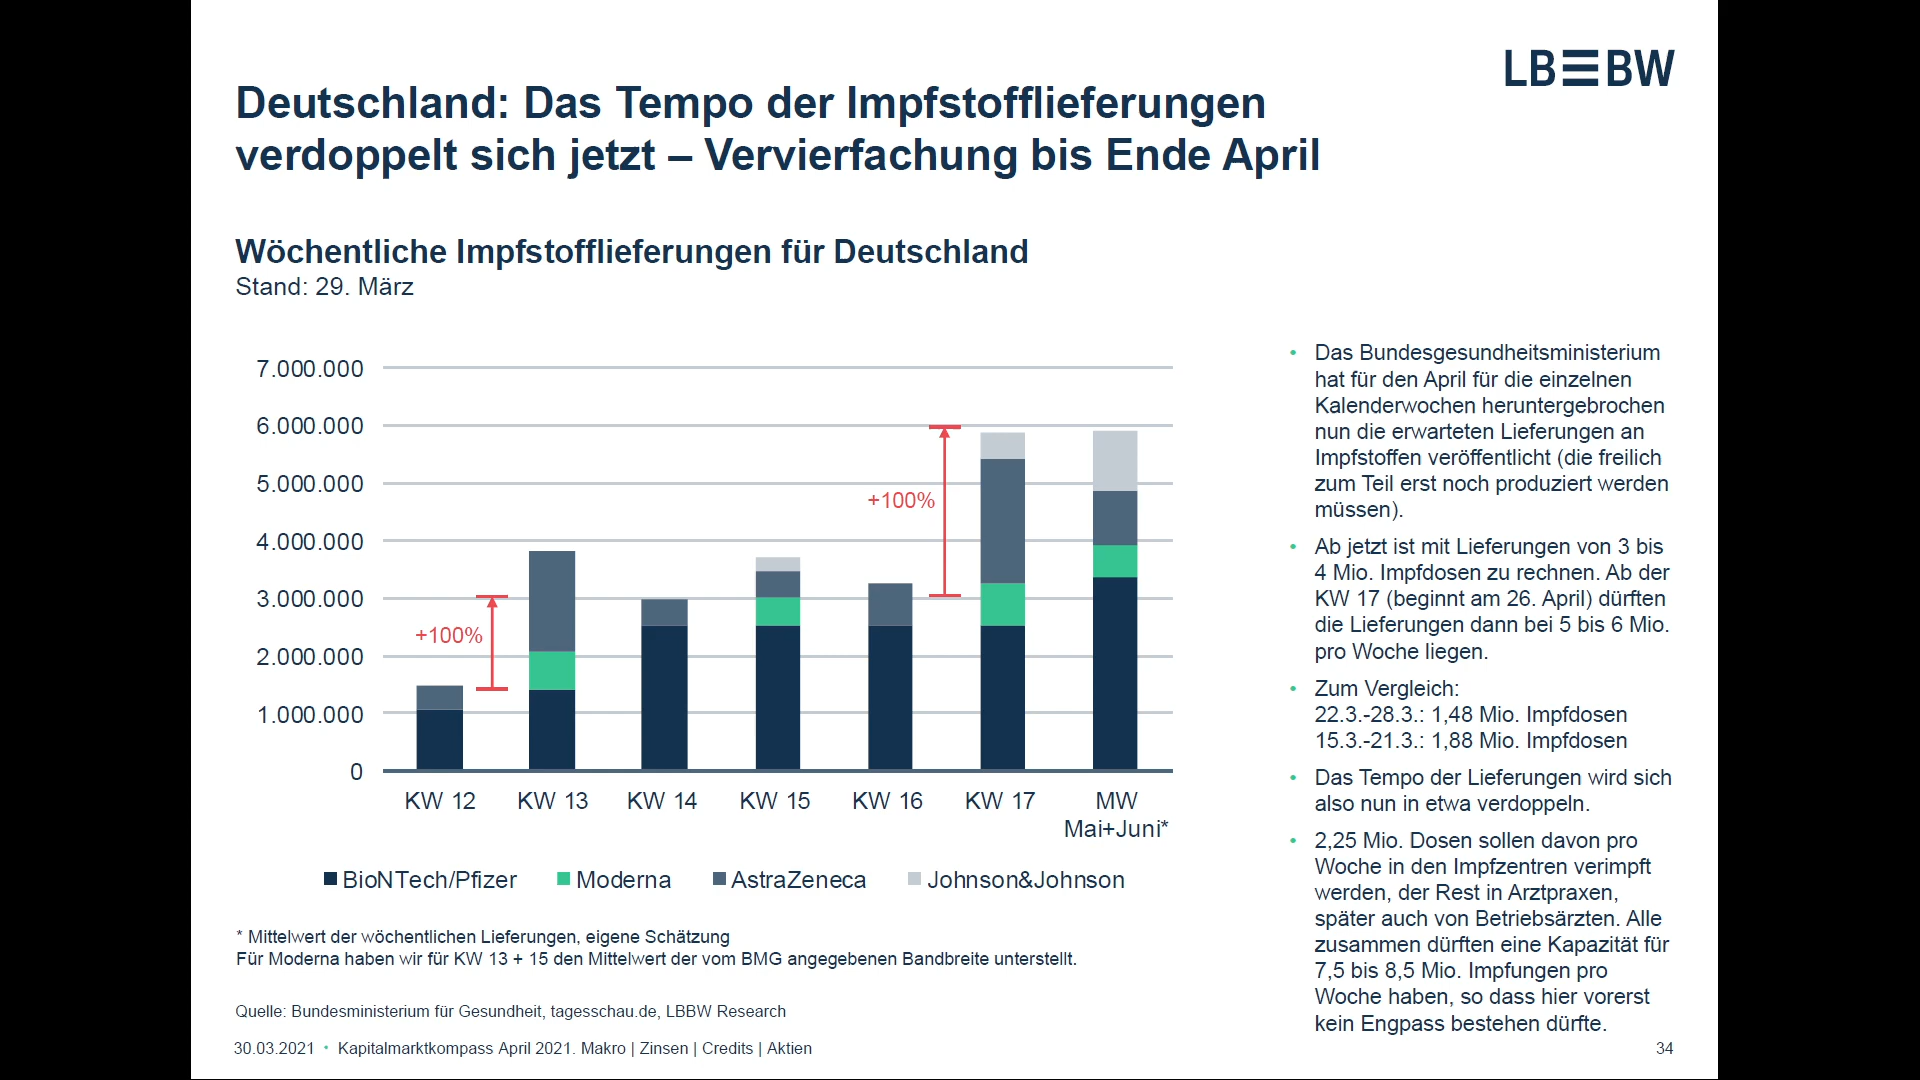 LBBW
Deutschland: Das Tempo der Impfstofflieferungen
verdoppelt sich jetzt – Vervierfachung bis Ende April
Wöchentliche Impfstofflieferungen für Deutschland
Stand: 29. März
7.000.000
6.000.000
5.000.000
4.000.000
3.000.000
2.000.000
1.000.000
0
+100%
+100%
KW 12
KW 13
KW 14
KW 15
KW 16
KW 17
MW
Mai+Juni*
BioNTech/Pfizer
Moderna
AstraZeneca
Johnson&Johnson
* Mittelwert der wöchentlichen Lieferungen, eigene Schätzung
Für Moderna haben wir für KW 13 + 15 den Mittelwert der vom BMG angegebenen Bandbreite unterstellt.
Quelle: Bundesministerium für Gesundheit, tagesschau.de, LBBW Research
• Das Bundesgesundheitsministerium
hat für den April für die einzelnen
Kalenderwochen heruntergebrochen
nun die erwarteten Lieferungen an
Impfstoffen veröffentlicht (die freilich
zum Teil erst noch produziert werden
müssen).
• Ab jetzt ist mit Lieferungen von 3 bis
4 Mio. Impfdosen zu rechnen. Ab der
KW 17 (beginnt am 26. April) dürften
die Lieferungen dann bei 5 bis 6 Mio.
pro Woche liegen.
• Zum Vergleich:
22.3.-28.3.: 1,48 Mio. Impfdosen
15.3.-21.3.: 1,88 Mio. Impfdosen
• Das Tempo der Lieferungen wird sich
also nun in etwa verdoppeln.
• 2,25 Mio. Dosen sollen davon pro
Woche in den Impfzentren verimpft
werden, der Rest in Arztpraxen,
später auch von Betriebsärzten. Alle
zusammen dürften eine Kapazität für
7,5 bis 8,5 Mio. Impfungen pro
Woche haben, so dass hier vorerst
kein Engpass bestehen dürfte.
30.03.2021 • Kapitalmarktkompass April 2021. Makro | Zinsen | Credits | Aktien
34